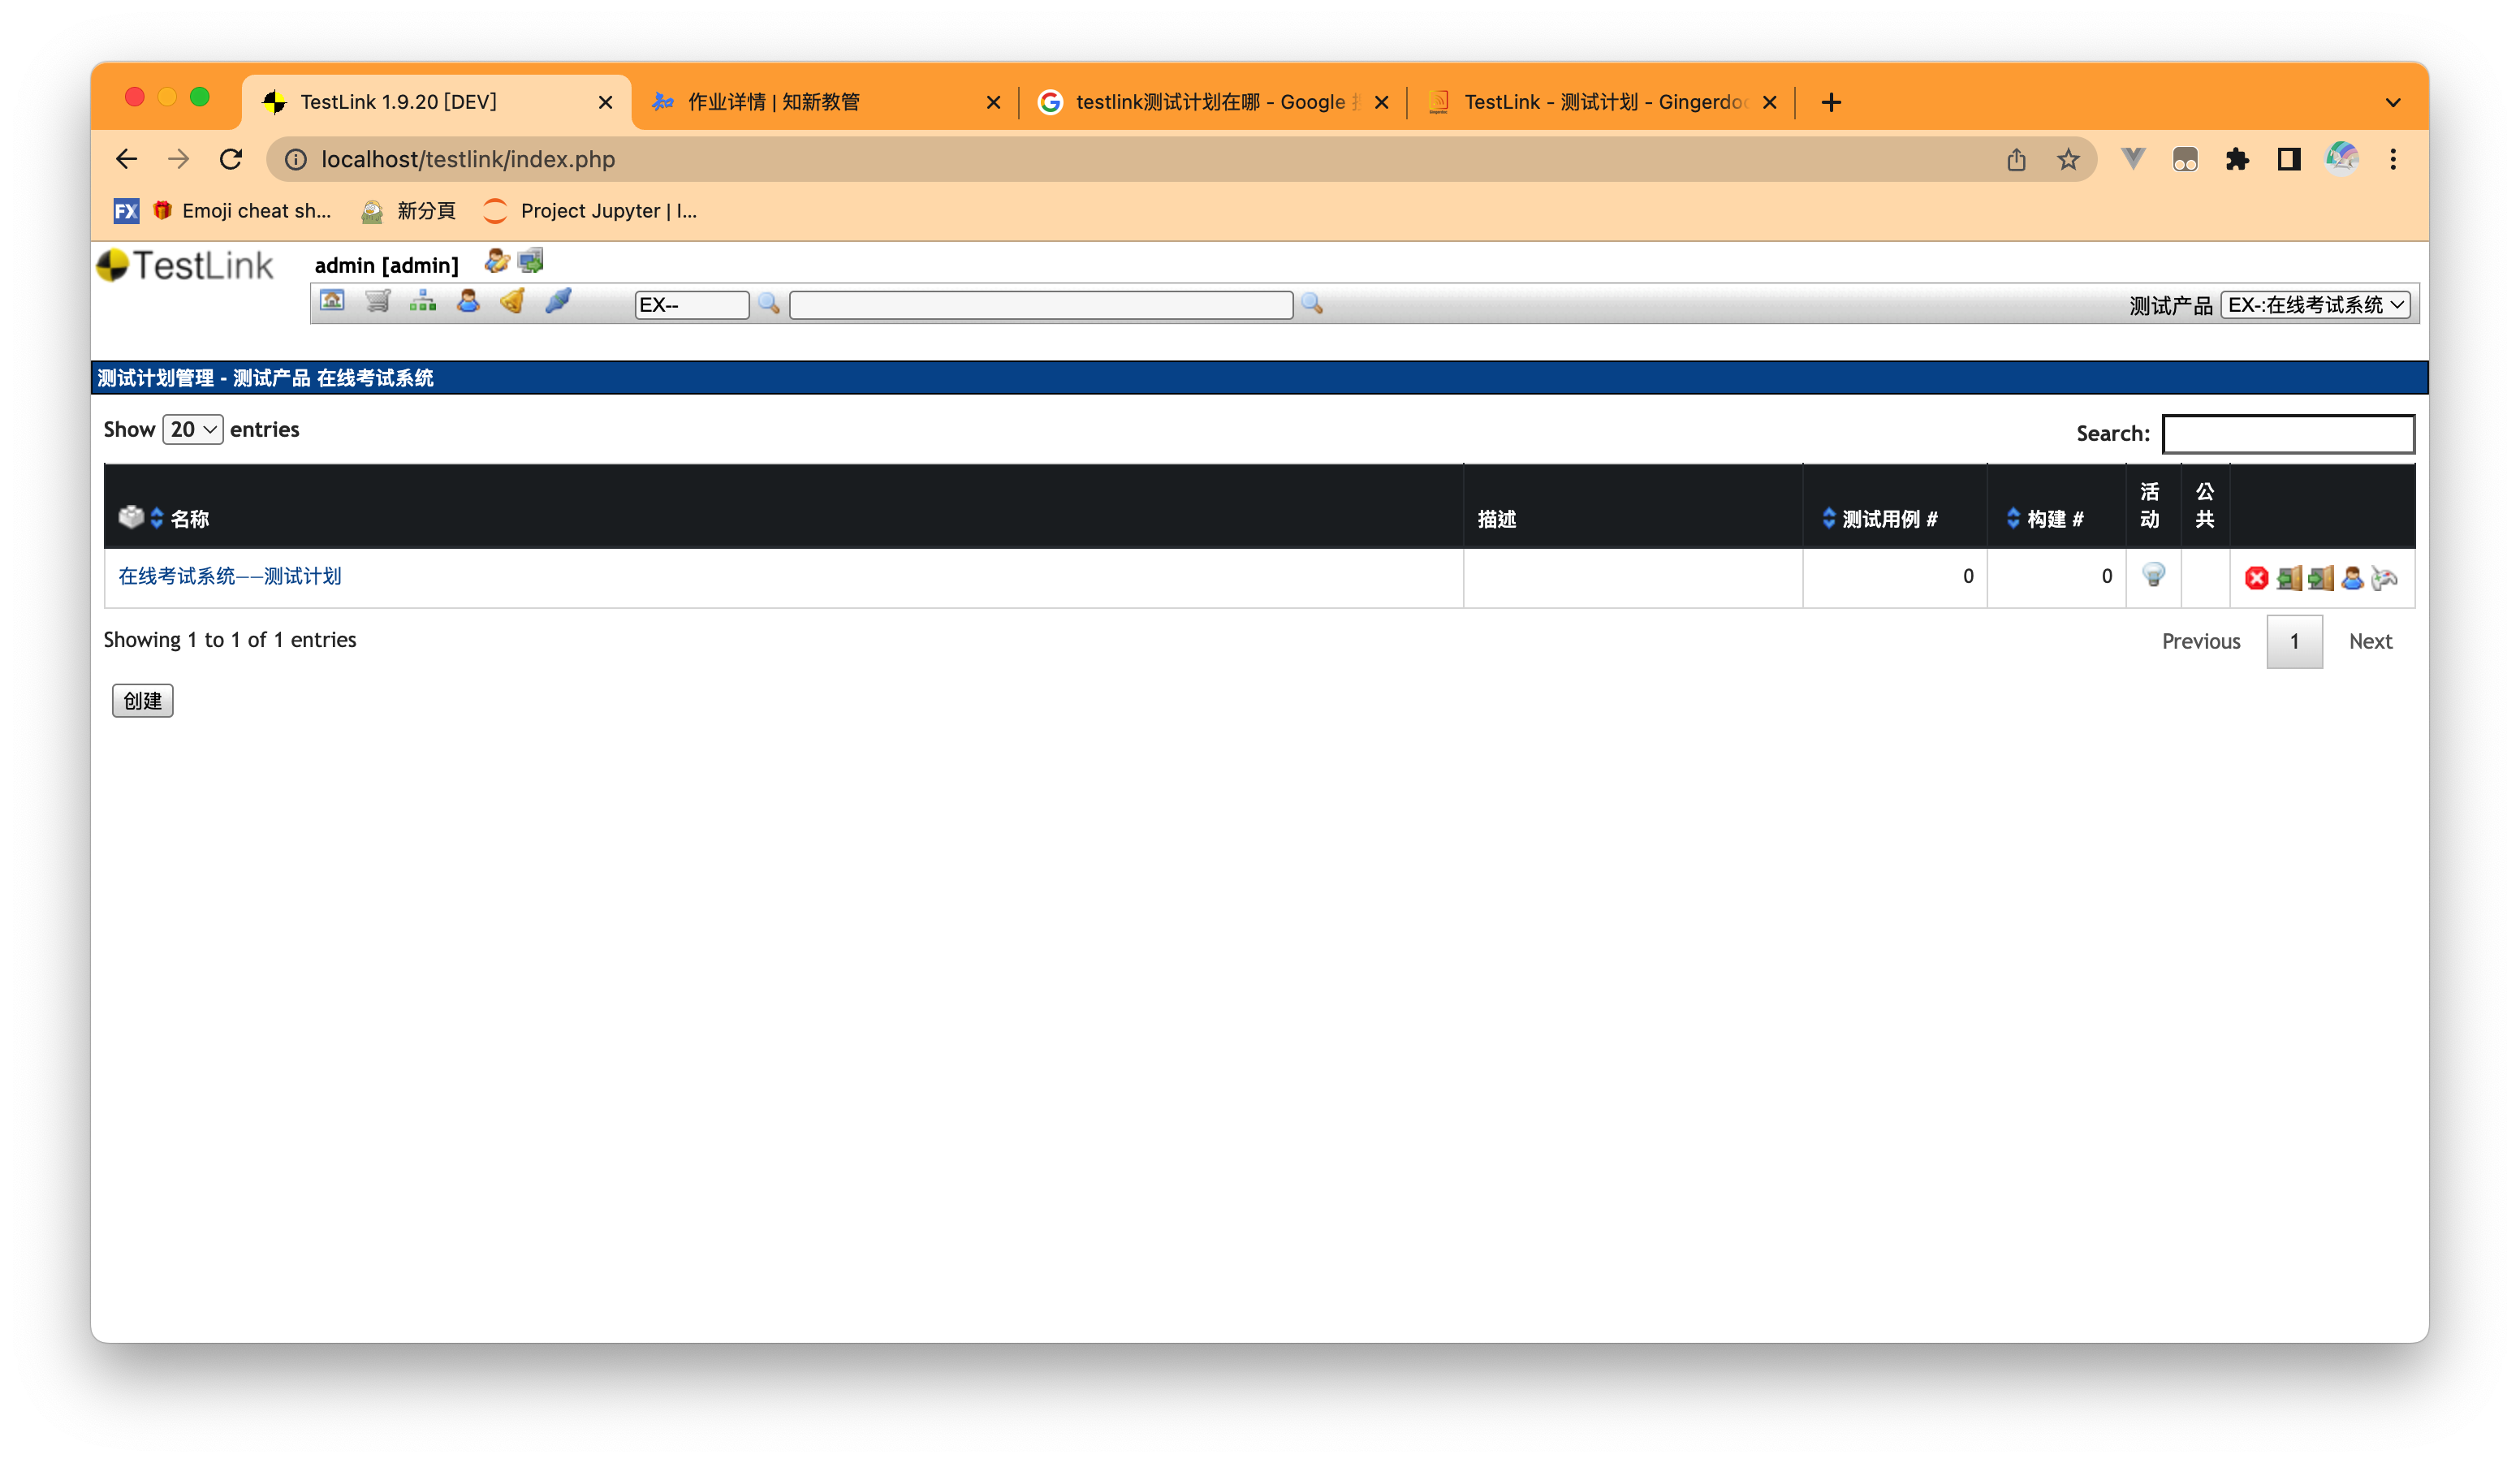 TestLink 1.9.20 [DEV]
作业详情 | 知新教管
testlink测试计划在哪 - Google
TestLink - 测试计划 - Gingerdoc
localhost/testlink/index.php
FX
Emoji cheat sh...
新分頁
Project Jupyter | I...
TestLink
admin [admin]
EX--
测试产品 EX-:在线考试系统
测试计划管理 - 测试产品 在线考试系统
Show 20 entries
Search:
名称
描述
测试用例 #
构建 #
活动
公共
在线考试系统——测试计划
0
0
Showing 1 to 1 of 1 entries
Previous
1
Next
创建